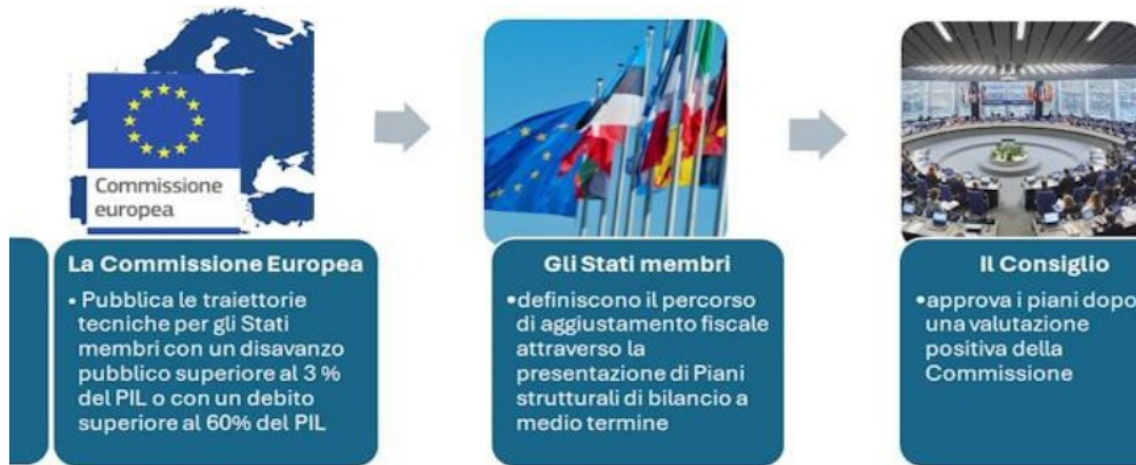 Commissione
europea
La Commissione Europea
• Pubblica le traiettorie
tecniche per gli Stati
membri con un disavanzo
pubblico superiore al 3 %
del PIL o con un debito
superiore al 60% del PIL
Gli Stati membri
•definiscono il percorso
di aggiustamento fiscale
attraverso la
presentazione di Piani
strutturali di bilancio a
medio termine
Il Consiglio
•approva i piani dopo
una valutazione
positiva della
Commissione